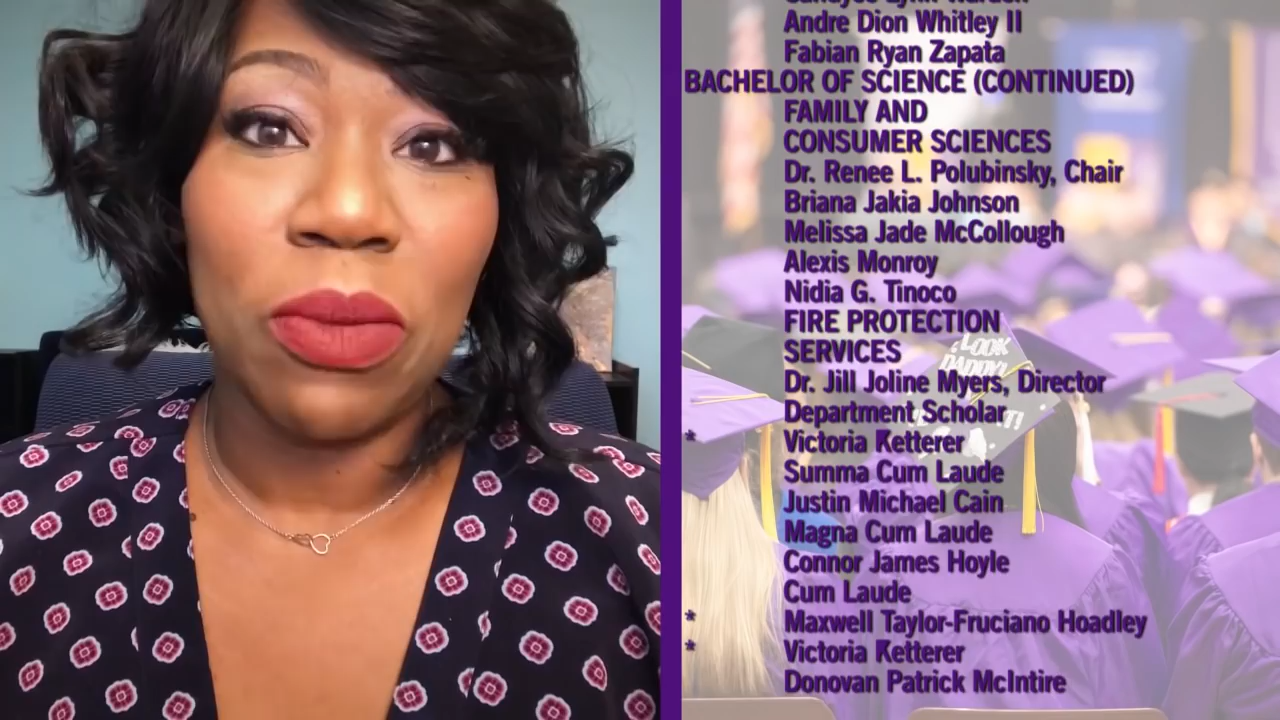 Andre Dion Whitley II
Fabian Ryan Zapata
BACHELOR OF SCIENCE (CONTINUED)
FAMILY AND
CONSUMER SCIENCES
Dr. Renee L. Polubinsky, Chair
Briana Jakia Johnson
Melissa Jade McCollough
Alexis Monroy
Nidia G. Tinoco
FIRE PROTECTION
SERVICES
LOOK
DADDY!
Dr. Jill Joline Myers, Director
Department Scholar
* Victoria Ketterer
Summa Cum Laude
Justin Michael Cain
Magna Cum Laude
Connor James Hoyle
Cum Laude
* Maxwell Taylor-Fruciano Hoadley
* Victoria Ketterer
Donovan Patrick McIntire